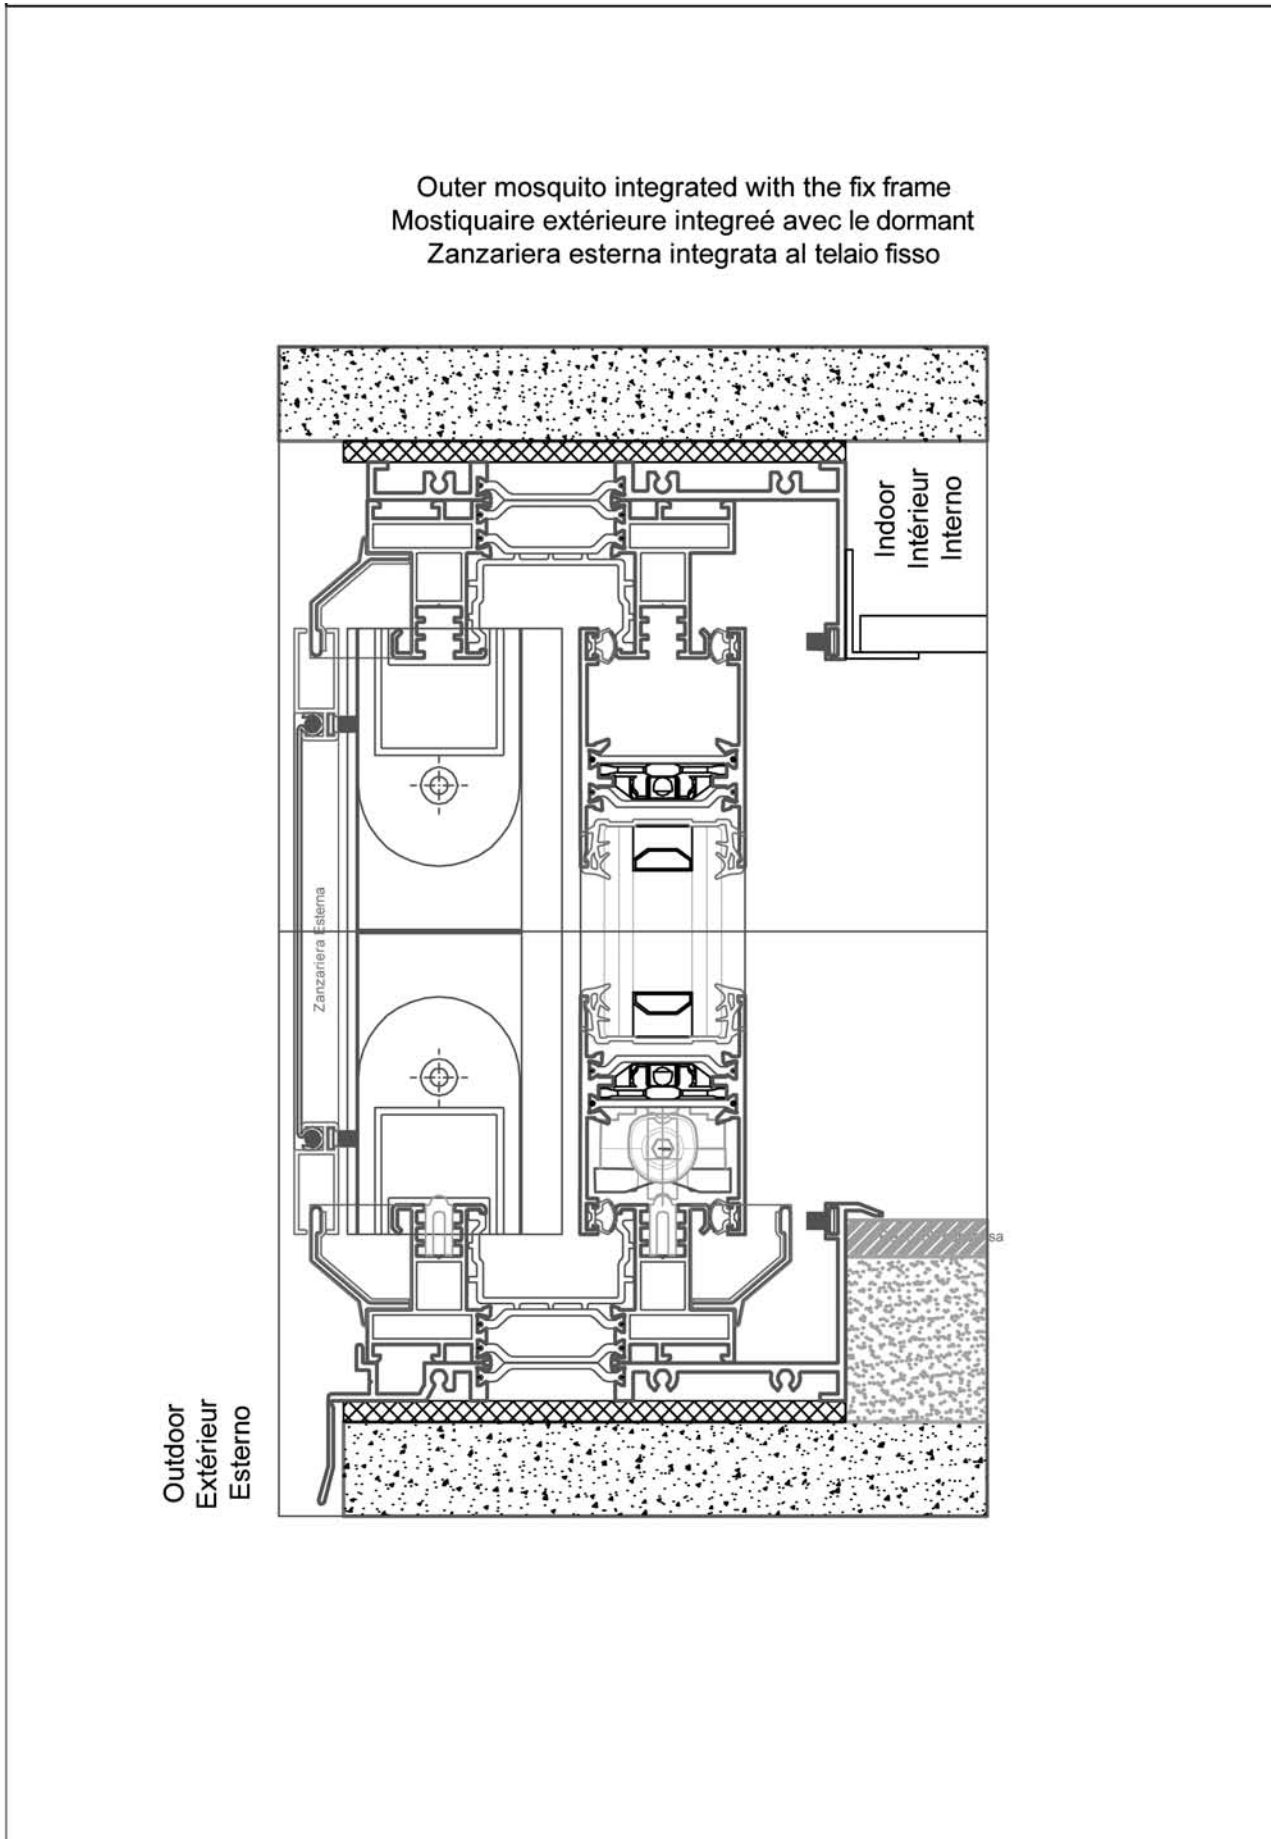 Outer mosquito integrated with the fix frame
Mostiquaire extérieure integreé avec le dormant
Zanzariera esterna integrata al telaio fisso
Indoor
Intérieur
Interno
Zanzariera Esterna
Outdoor
Extérieur
Esterno